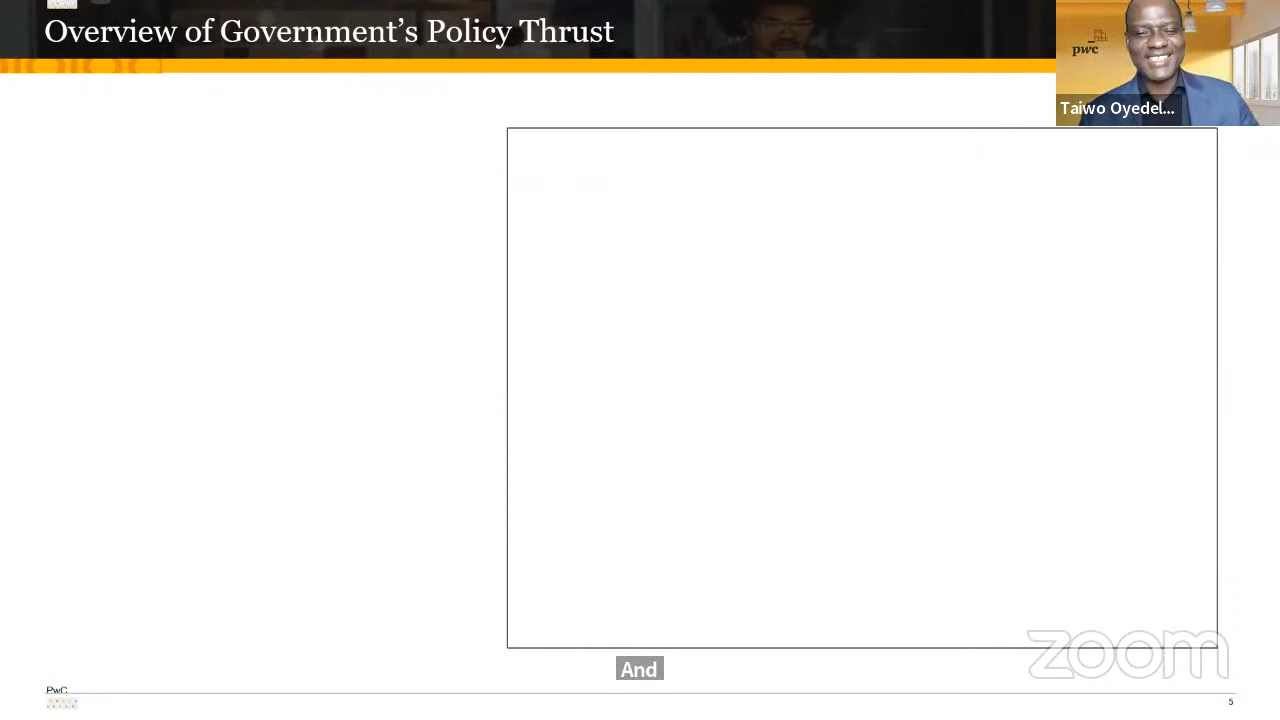 Overview of Government’s Policy Thrust
pwc
Taiwo Oyedel...
zoom
And
PwC
5